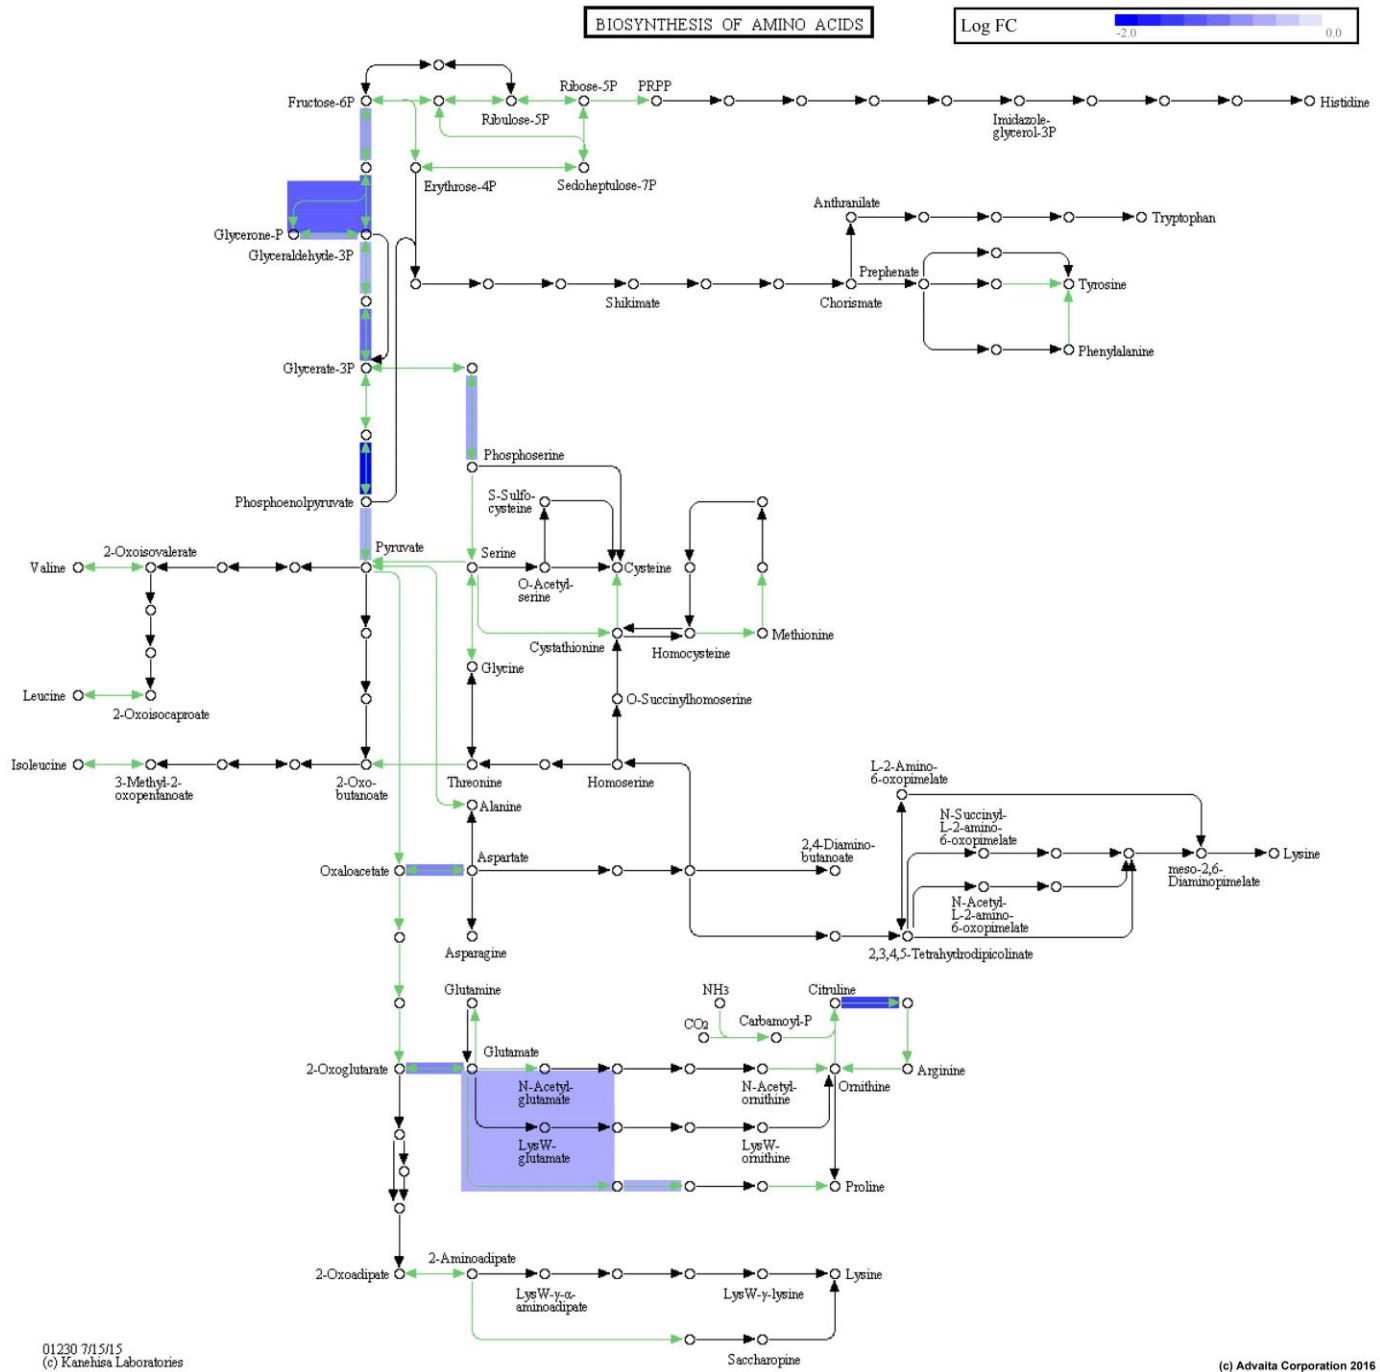 BIOSYNTHESIS OF AMINO ACIDS
Log FC
-2.0
0.0
Fructose-6P
Ribulose-5P
Ribose-5P
PRPP
Imidazole-
glycerol-3P
Histidine
Erythrose-4P
Sedoheptulose-7P
Glycerone-P
Glyceraldehyde-3P
Anthranilate
Tryptophan
Shikimate
Chorismate
Prephenate
Tyrosine
Phenylalanine
Glycerate-3P
Phosphoserine
Phosphoenolpyruvate
S-Sulfo-
cysteine
Pyruvate
Serine
O-Acetyl-
serine
Cysteine
2-Oxoisovalerate
Valine
Cystathionine
Homocysteine
Methionine
Glycine
Leucine
2-Oxoisocaproate
O-Succinylhomoserine
Isoleucine
3-Methyl-2-
oxopentanoate
2-Oxo-
butanoate
Threonine
Homoserine
Alanine
L-2-Amino-
6-oxopimelate
N-Succinyl-
L-2-amino-
6-oxopimelate
2,4-Diamino-
butanoate
Oxaloacetate
Aspartate
Lysine
meso-2,6-
Diaminopimelate
N-Acetyl-
L-2-amino-
6-oxopimelate
Asparagine
2,3,4,5-Tetrahydrodipicolinate
Glutamine
NH3
Citruline
CO2
Carbamoyl-P
2-Oxoglutarate
Glutamate
N-Acetyl-
glutamate
N-Acetyl-
ornithine
Ornithine
Arginine
LysW-
glutamate
LysW-
ornithine
Proline
2-Oxoadipate
2-Aminoadipate
LysW-γ-α-
aminoadipate
LysW-γ-lysine
Lysine
Saccharopine
01230 7/15/15
(c) Kanehisa Laboratories
(c) Advaita Corporation 2016